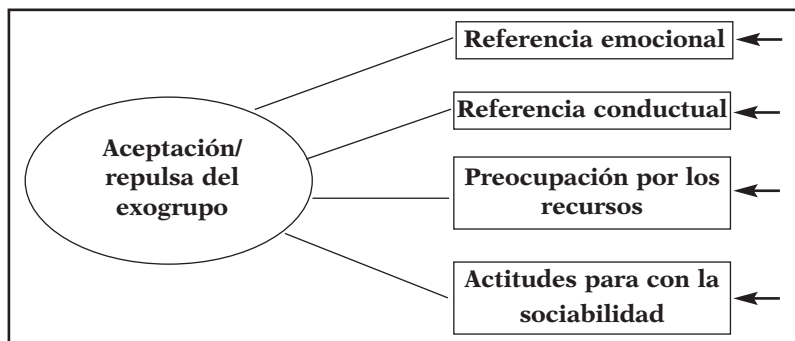 Aceptación/
repulsa del
exogrupo
Referencia emocional
Referencia conductual
Preocupación por los
recursos
Actitudes para con la
sociabilidad